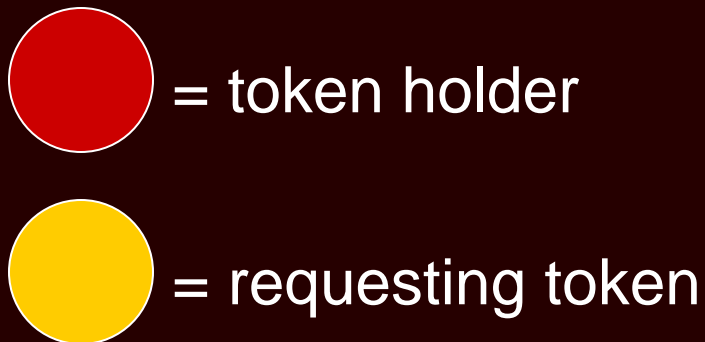 = token holder
= requesting token